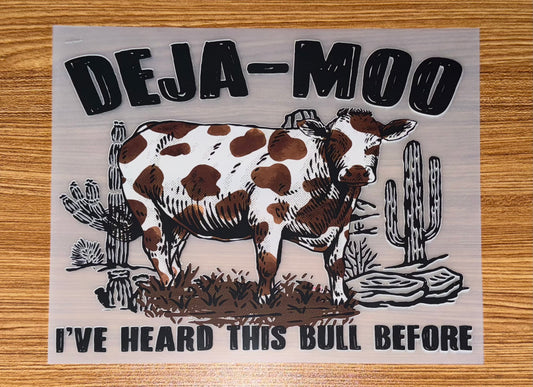 DEJA-MOO
I'VE HEARD THIS BULL BEFORE